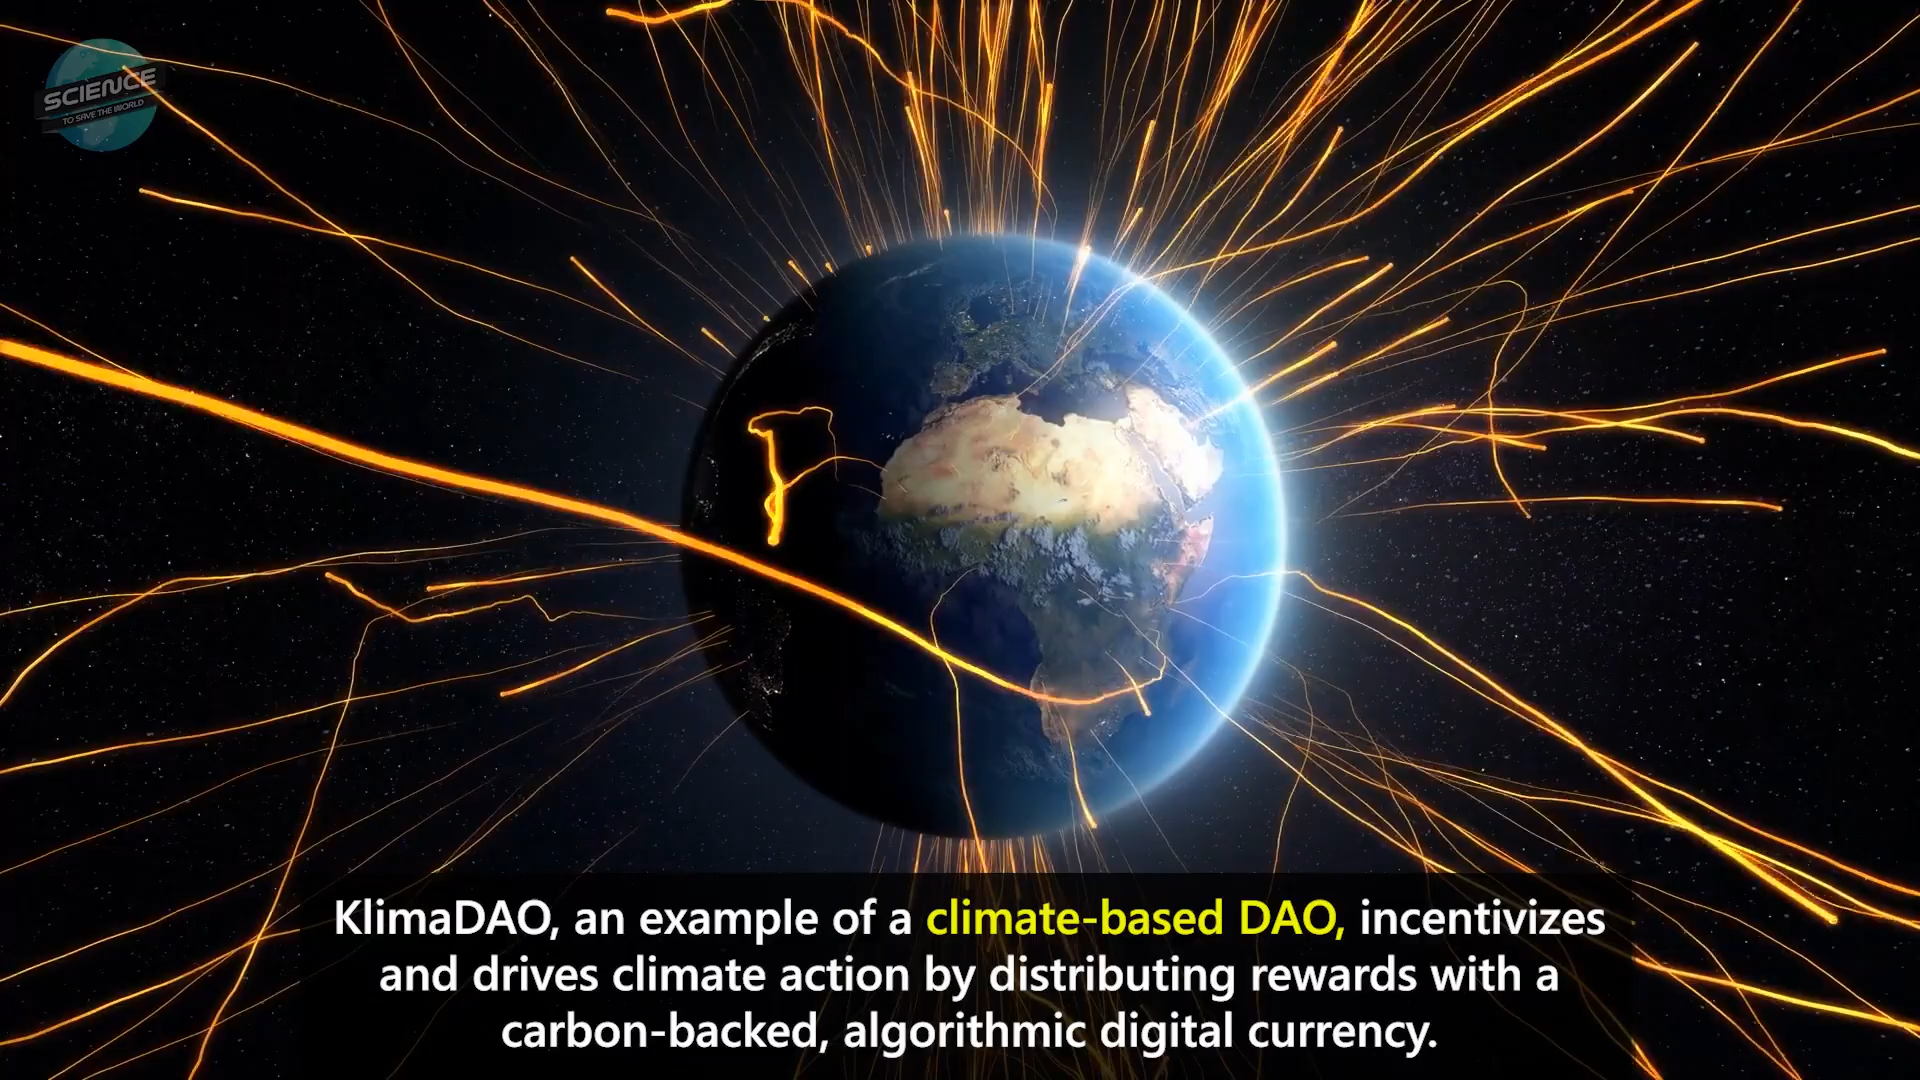 SCIENCE
TO SAVE THE WORLD
KlimaDAO, an example of a climate-based DAO, incentivizes
and drives climate action by distributing rewards with a
carbon-backed, algorithmic digital currency.